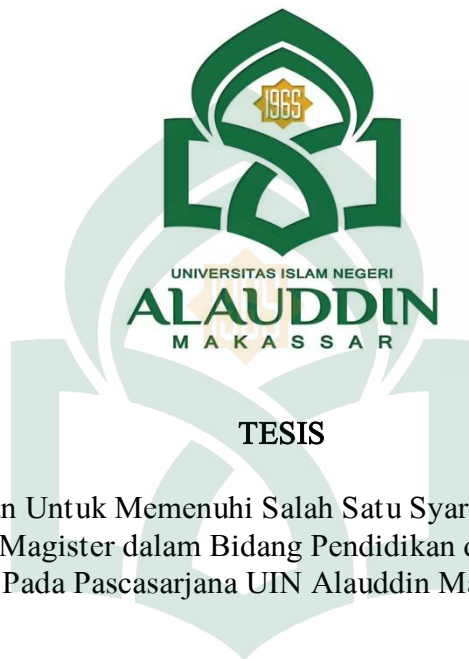 1965
UNIVERSITAS ISLAM NEGERI
ALAUDDIN
MAKASSAR
TESIS
Untuk Memenuhi Salah Satu
Magister dalam Bidang Pendidikan
Pada Pascasarjana UIN Alauddin